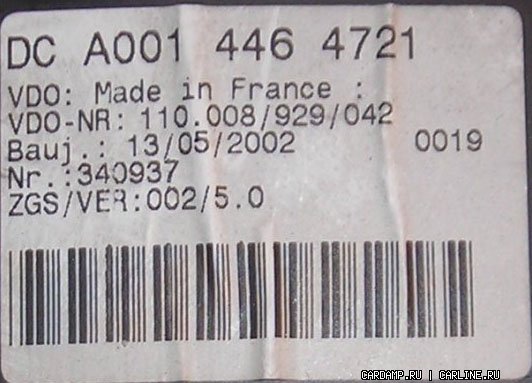 DC A001 446 4721
VDO: Made in France :
VDO-NR: 110.008/929/042
Bauj.: 13/05/2002 0019
Nr.:340937
ZGS/VER:002/5.0
CARDAMP.RU | CARLINE.RU